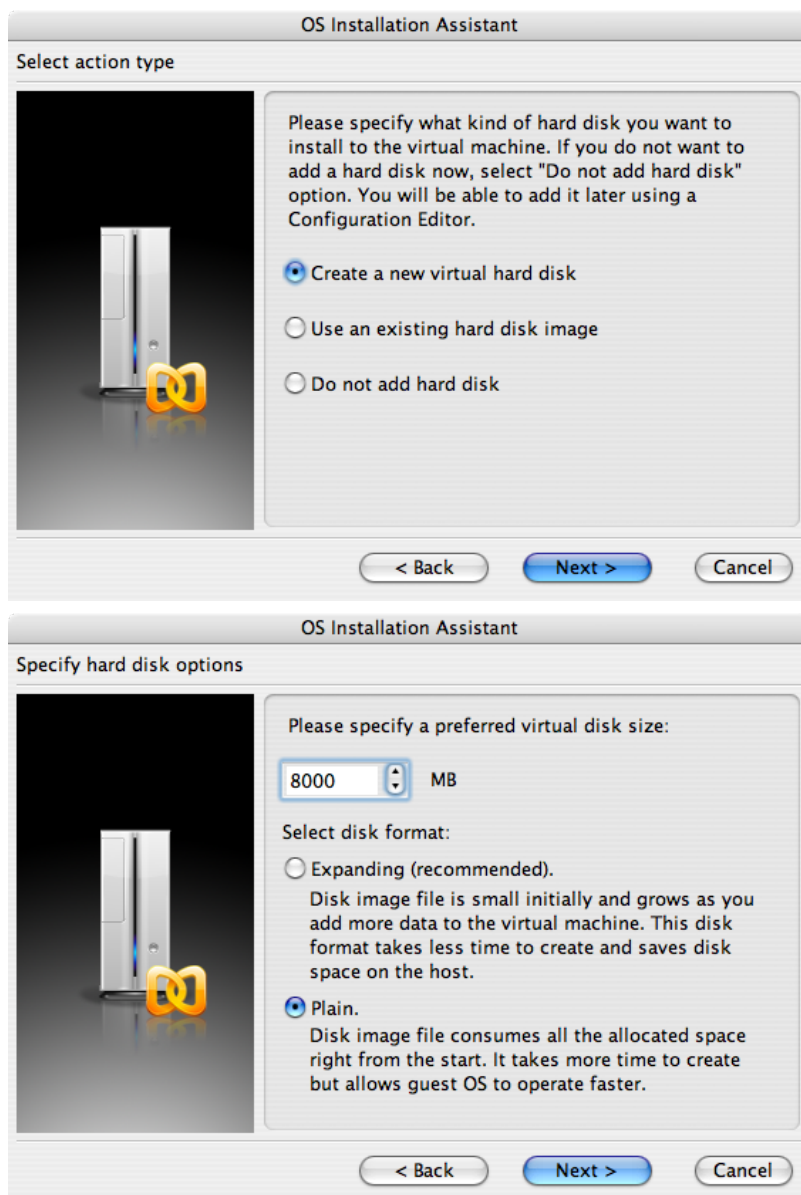 OS Installation Assistant
Select action type
Please specify what kind of hard disk you want to
install to the virtual machine. If you do not want to
add a hard disk now, select "Do not add hard disk"
option. You will be able to add it later using a
Configuration Editor.
Create a new virtual hard disk
Use an existing hard disk image
Do not add hard disk
< Back Next > Cancel
OS Installation Assistant
Specify hard disk options
Please specify a preferred virtual disk size:
8000 MB
Select disk format:
Expanding (recommended).
Disk image file is small initially and grows as you
add more data to the virtual machine. This disk
format takes less time to create and saves disk
space on the host.
Plain.
Disk image file consumes all the allocated space
right from the start. It takes more time to create
but allows guest OS to operate faster.
< Back Next > Cancel